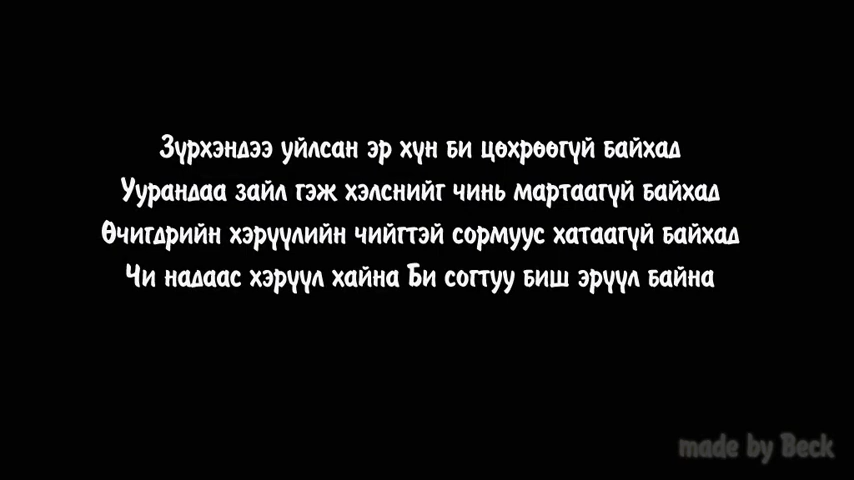 Зүрхэндээ уйлсан эр хүн би цөхрөөгүй байхад
Уурандаа зайл гэж хэлснийг чинь мартаагүй байхад
Өчигдрийн хэрүүлийн чийгтэй сормуус хатаагүй байхад
Чи надаас хэрүүл хайна Би согтуу биш эрүүл байна
made by Beck